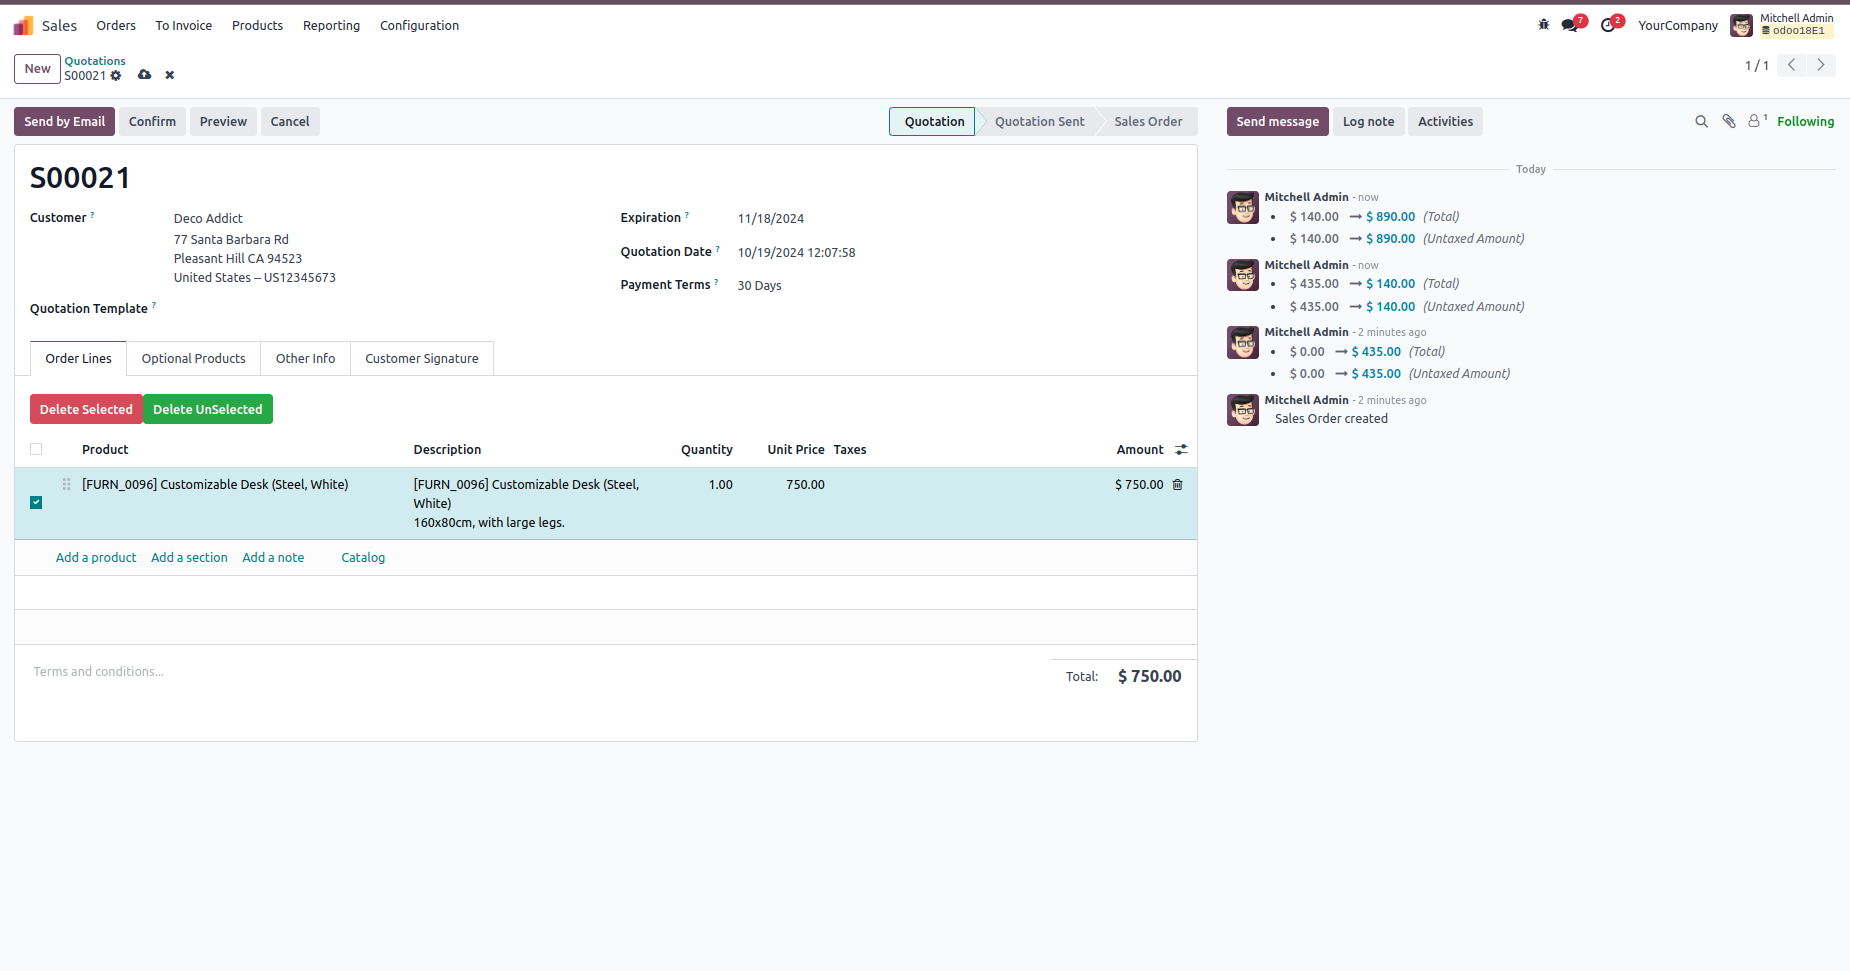 Sales Orders To Invoice Products Reporting Configuration 7 2 YourCompany Mitchell Admin
odoo18E1
New Quotations
S00021 1 / 1
Send by Email Confirm Preview Cancel Quotation Quotation Sent Sales Order
S00021
Customer ? Deco Addict
77 Santa Barbara Rd
Pleasant Hill CA 94523
United States – US12345673
Quotation Template ?
Expiration ? 11/18/2024
Quotation Date ? 10/19/2024 12:07:58
Payment Terms ? 30 Days
Order Lines Optional Products Other Info Customer Signature
Delete Selected Delete UnSelected
Product Description Quantity Unit Price Taxes Amount
[FURN_0096] Customizable Desk (Steel, White) [FURN_0096] Customizable Desk (Steel, 1.00 750.00 $ 750.00
White)
160x80cm, with large legs.
Add a product Add a section Add a note Catalog
Terms and conditions...
Total: $ 750.00
Send message Log note Activities 1 Following
Today
Mitchell Admin - now
• $ 140.00 → $ 890.00 (Total)
• $ 140.00 → $ 890.00 (Untaxed Amount)
Mitchell Admin - now
• $ 435.00 → $ 140.00 (Total)
• $ 435.00 → $ 140.00 (Untaxed Amount)
Mitchell Admin - 2 minutes ago
• $ 0.00 → $ 435.00 (Total)
• $ 0.00 → $ 435.00 (Untaxed Amount)
Mitchell Admin - 2 minutes ago
Sales Order created